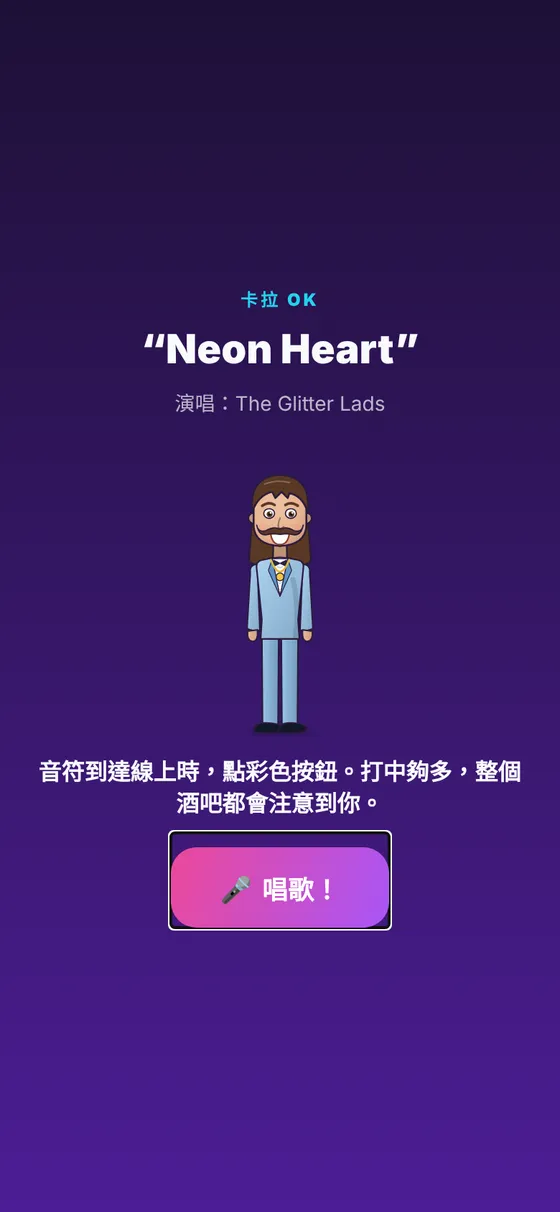 卡拉 OK
“Neon Heart”
演唱：The Glitter Lads
音符到達線上時，點彩色按鈕。打中夠多，整個
酒吧都會注意到你。
🎤 唱歌！